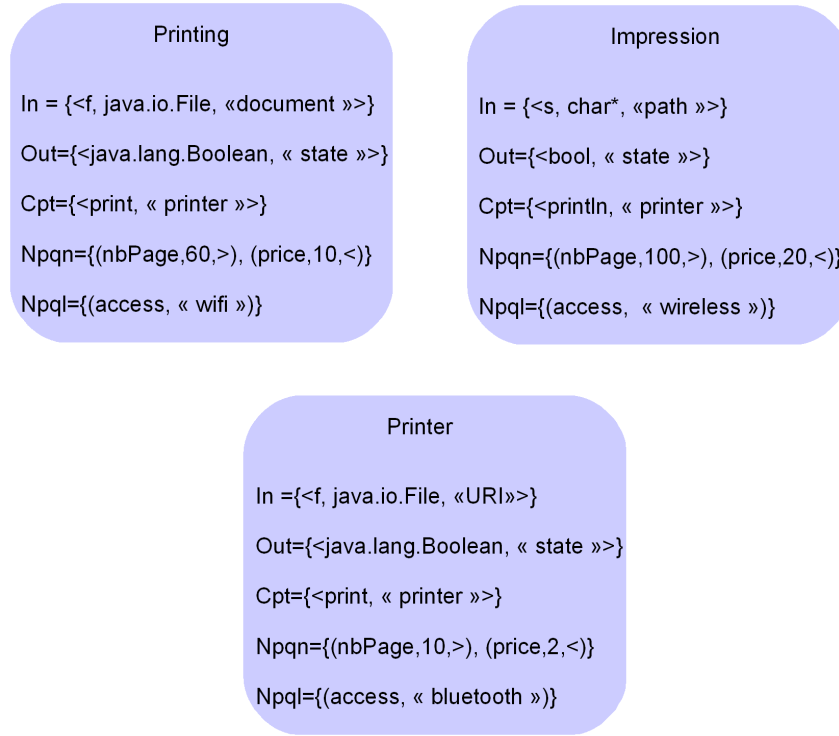 Printing
In = {<f, java.io.File, «document »>}
Out={<java.lang.Boolean, « state »>}
Cpt={<print, « printer »>}
Npqn={(nbPage,60,>), (price,10,<)}
Npql={(access, « wifi »)}
Impression
In = {<s, char*, «path »>}
Out={<bool, « state »>}
Cpt={<println, « printer »>}
Npqn={(nbPage,100,>), (price,20,<)}
Npql={(access, « wireless »)}
Printer
In ={<f, java.io.File, «URI»>}
Out={<java.lang.Boolean, « state »>}
Cpt={<print, « printer »>}
Npqn={(nbPage,10,>), (price,2,<)}
Npql={(access, « bluetooth »)}